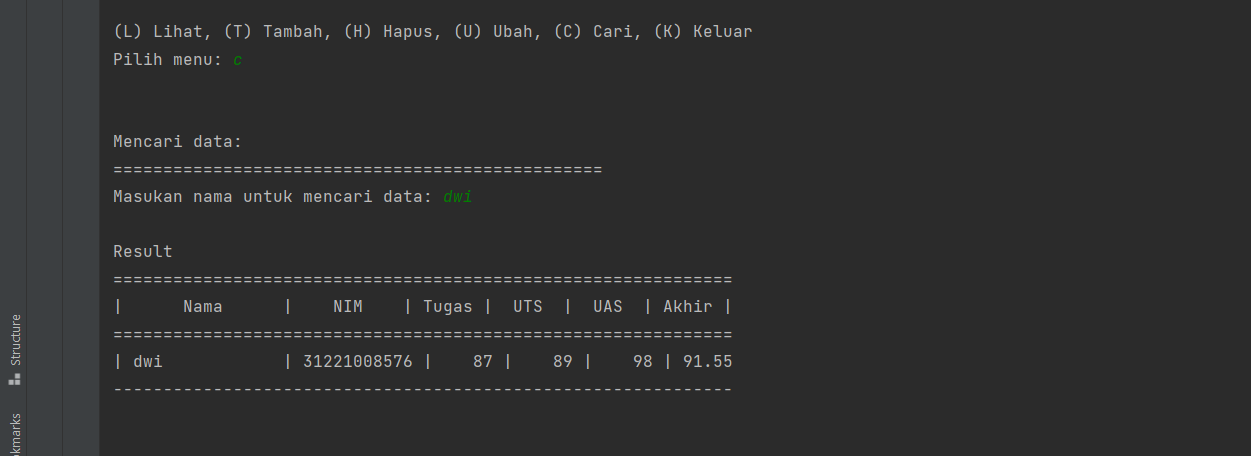 (L) Lihat, (T) Tambah, (H) Hapus, (U) Ubah, (C) Cari, (K) Keluar
Pilih menu: c
Mencari data:
=================================================
Masukan nama untuk mencari data: dwi
Result
==============================================================
|      Nama      |    NIM    | Tugas |  UTS  |  UAS  | Akhir |
==============================================================
| dwi            | 31221008576 |    87 |    89 |    98 | 91.55
--------------------------------------------------------------
Structure